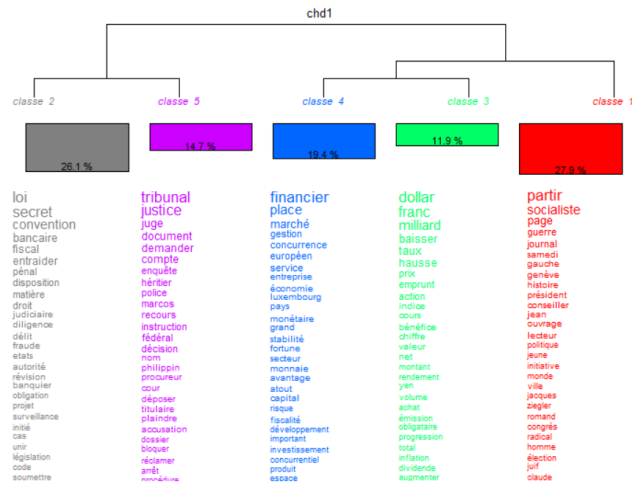 chd1
classe 2
classe 5
classe 4
classe 3
classe 1
26.1 %
14.7 %
19.4 %
11.9 %
27.9 %
loi
secret
convention
bancaire
fiscal
entraider
pénal
disposition
matière
droit
judiciaire
diligence
délit
fraude
etats
autorité
révision
banquier
obligation
projet
surveillance
initié
cas
unir
législation
code
soumettre
tribunal
justice
juge
document
demander
compte
enquête
héritier
police
marcos
recours
instruction
fédéral
décision
nom
philippin
procureur
cour
déposer
titulaire
plaindre
accusation
dossier
bloquer
réclamer
arrêt
procédure
financier
place
marché
gestion
concurrence
européen
service
entreprise
économie
luxembourg
pays
monétaire
grand
stabilité
fortune
secteur
monnaie
avantage
atout
capital
risque
fiscalité
développement
important
investissement
concurrentiel
produit
espace
dollar
franc
milliard
baisser
taux
hausse
prix
emprunt
action
indice
cours
bénéfice
chiffre
valeur
net
montant
rendement
yen
volume
achat
émission
obligataire
progression
total
inflation
dividende
augmenter
partir
socialiste
page
guerre
journal
samedi
gauche
genève
histoire
président
conseiller
jean
ouvrage
lecteur
politique
jeune
initiative
monde
ville
jacques
ziegler
romand
congrès
radical
homme
élection
juif
claude